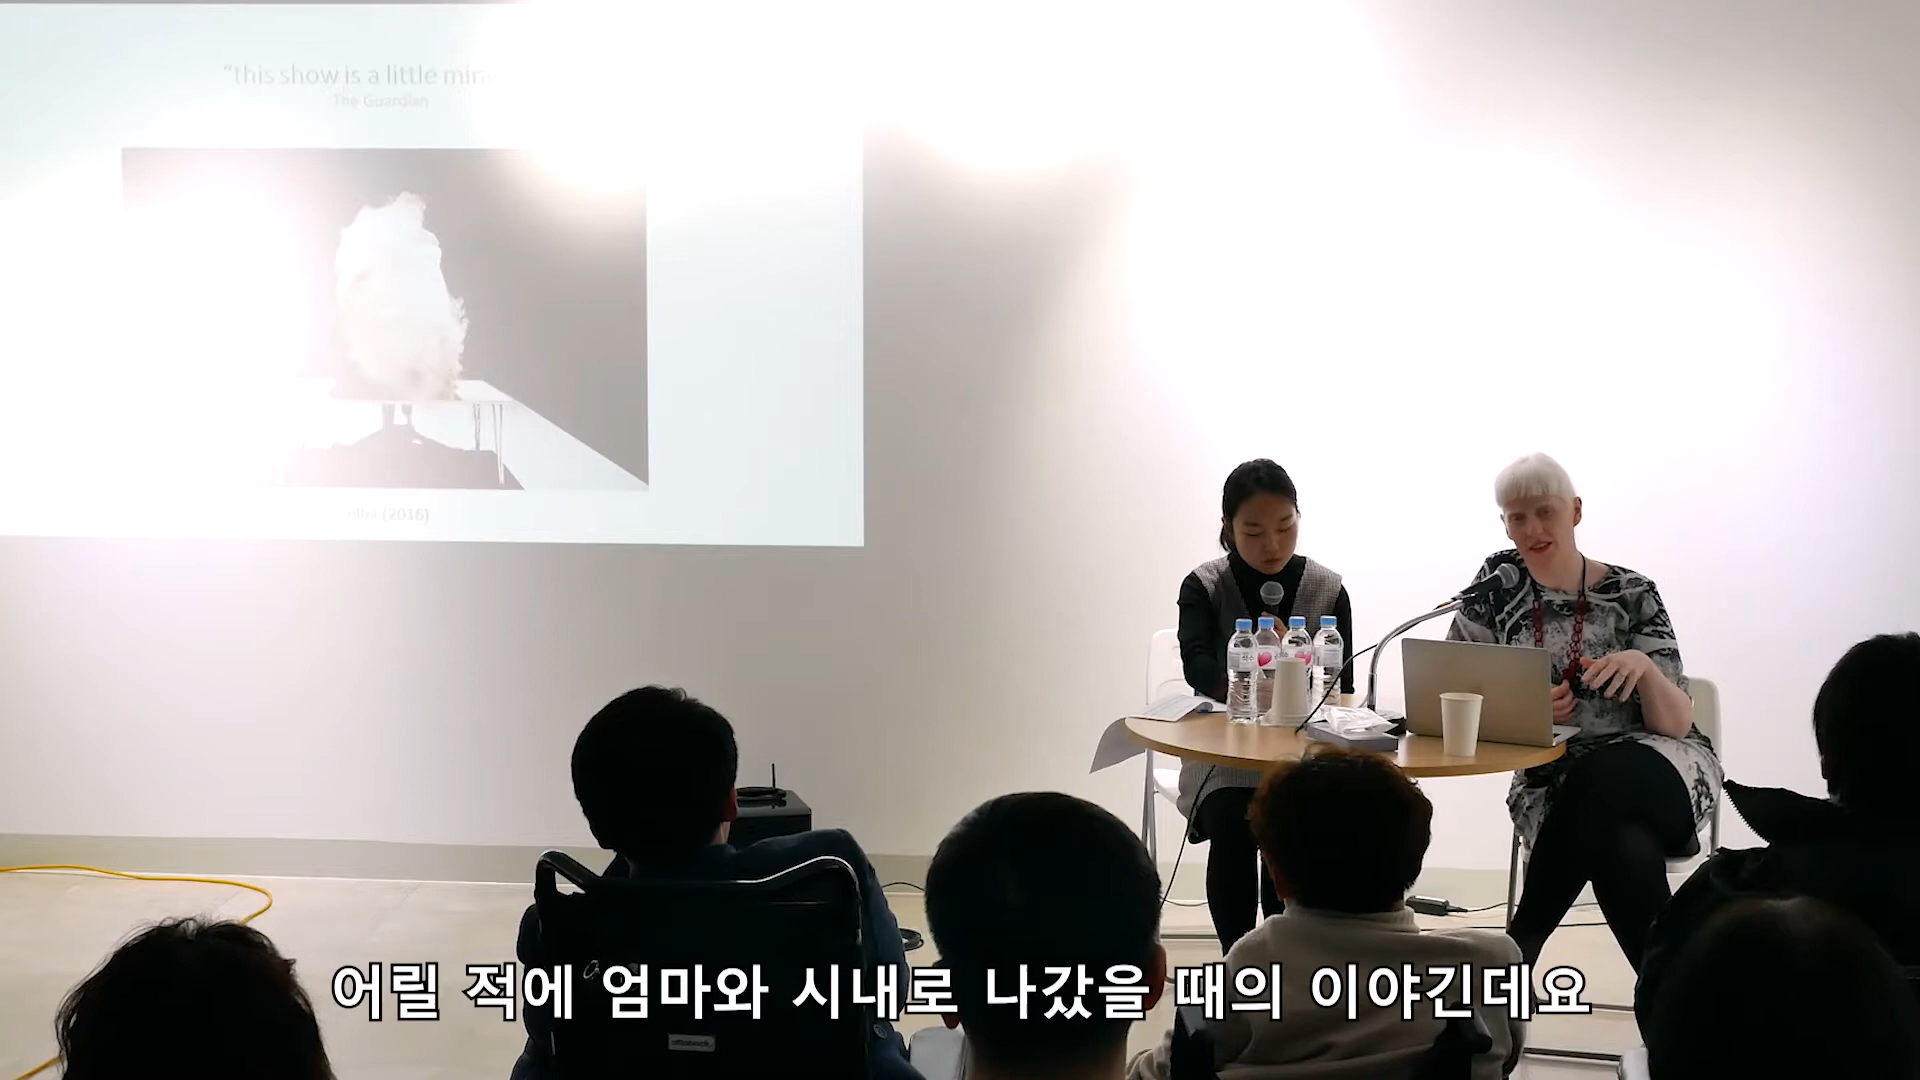 “this show is a little
The Guardian
(2016)
어릴 적에 엄마와 시내로 나갔을 때의 이야긴데요